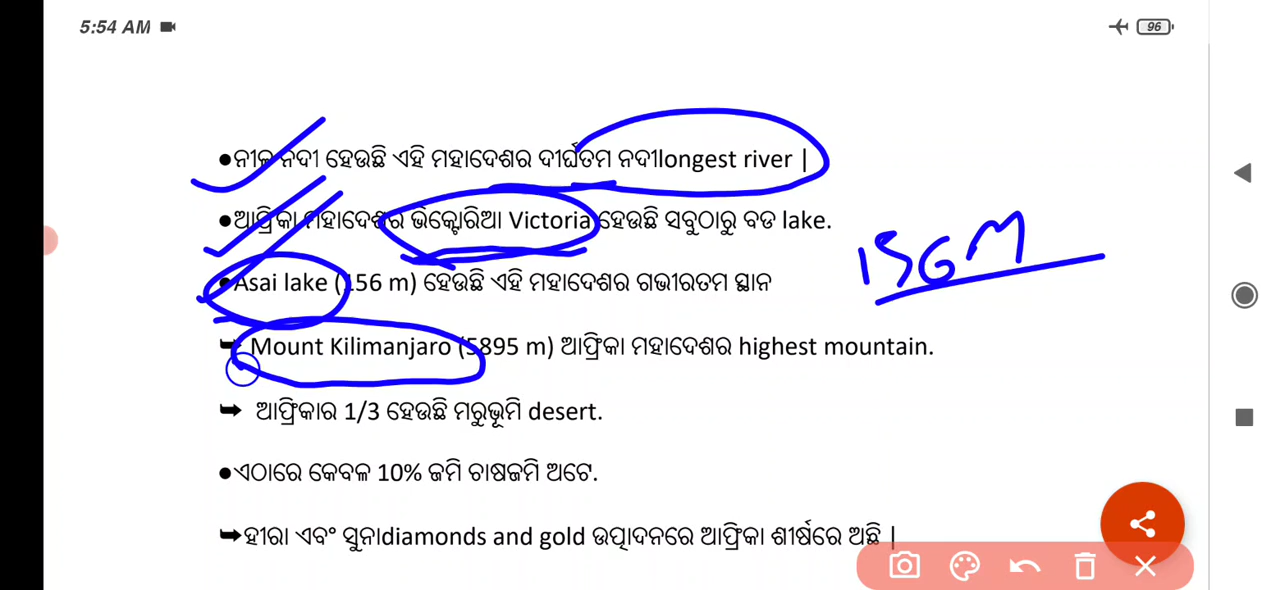 5:54 AM
96
●ନୀଳ ନଦୀ ହେଉଛି ଏହି ମହାଦେଶର ଦୀର୍ଘତମ ନଦୀlongest river |
●ଆଫ୍ରିକା ମହାଦେଶର ଭିକ୍ଟୋରିଆ Victoria ହେଉଛି ସବୁଠାରୁ ବଡ lake.
156 M
●Asai lake (156 m) ହେଉଛି ଏହି ମହାଦେଶର ଗଭୀରତମ ସ୍ଥାନ
➥ Mount Kilimanjaro (5895 m) ଆଫ୍ରିକା ମହାଦେଶର highest mountain.
➥ ଆଫ୍ରିକାର 1/3 ହେଉଛି ମରୁଭୂମି desert.
●ଏଠାରେ କେବଳ 10% ଜମି ଚାଷଜମି ଅଟେ.
➥ହୀରା ଏବଂ ସୁନାdiamonds and gold ଉତ୍ପାଦନରେ ଆଫ୍ରିକା ଶୀର୍ଷରେ ଅଛି |